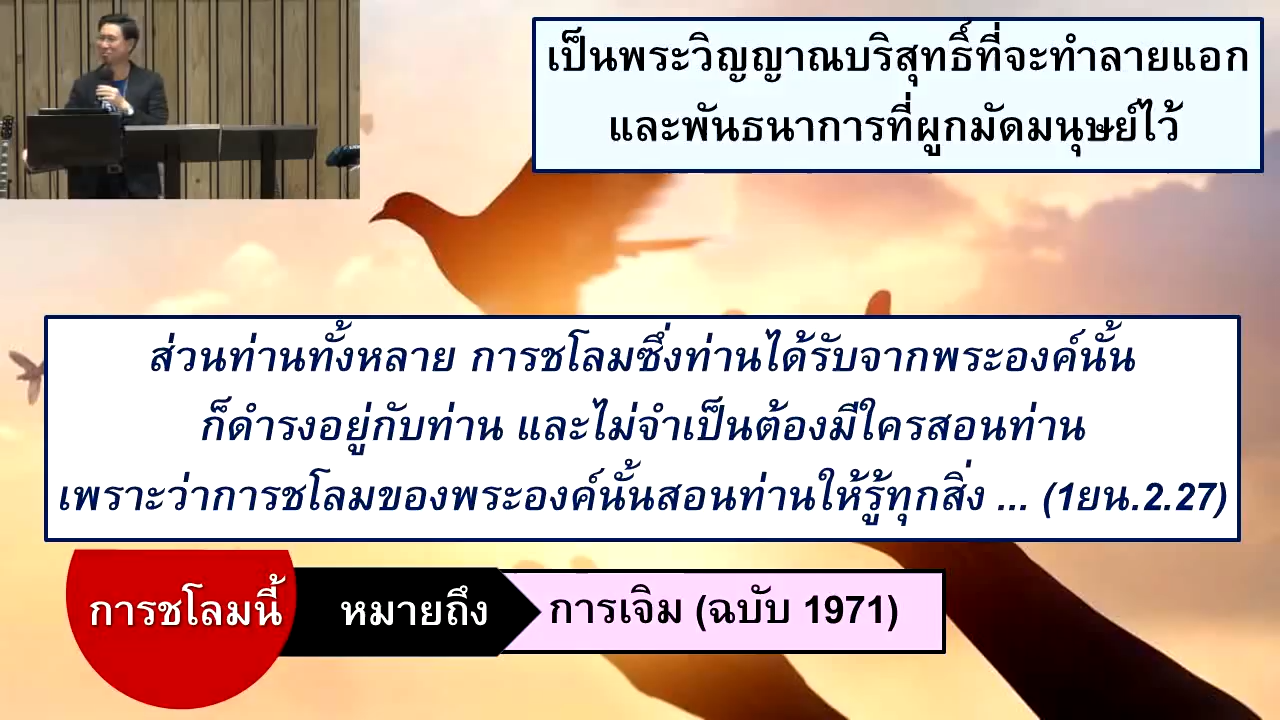 เป็นพระวิญญาณบริสุทธิ์ที่จะทำลายแอก
และพันธนาการที่ผูกมัดมนุษย์ไว้
ส่วนท่านทั้งหลาย การชโลมซึ่งท่านได้รับจากพระองค์นั้น
ก็ดำรงอยู่กับท่าน และไม่จำเป็นต้องมีใครสอนท่าน
เพราะว่าการชโลมของพระองค์นั้นสอนท่านให้รู้ทุกสิ่ง ... (1ยน.2.27)
การชโลมนี้ หมายถึง การเจิม (ฉบับ 1971)